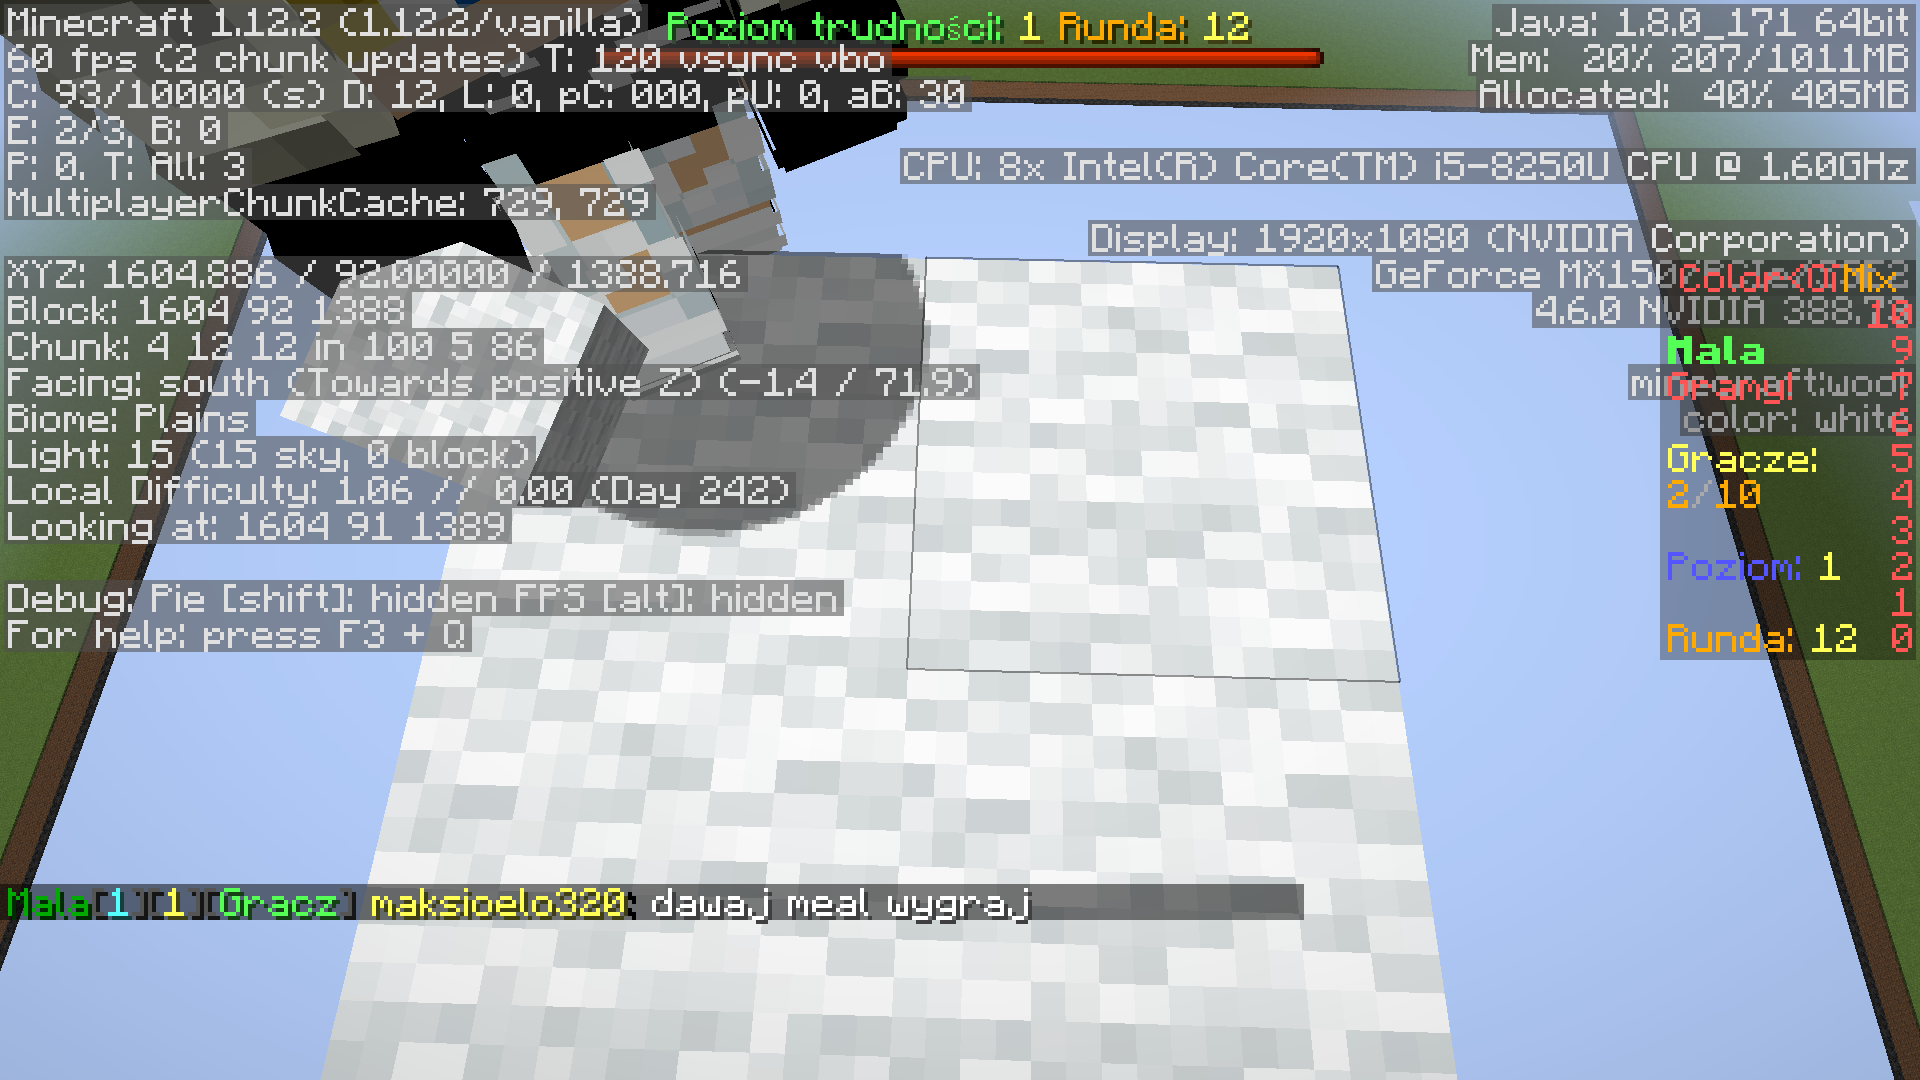 Minecraft 1.12.2 (1.12.2/vanilla)
60 fps (2 chunk updates) T: 120 vsync vbo
C: 93/10000 (s) D: 12, L: 0, pC: 000, pU: 0, aB: 30
E: 2/3, B: 0
P: 0. T: All: 3
MultiplayerChunkCache: 729, 729
XYZ: 1604.886 / 92.00000 / 1388.716
Block: 1604 92 1388
Chunk: 4 12 12 in 100 5 86
Facing: south (Towards positive Z) (-1.4 / 71.9)
Biome: Plains
Light: 15 (15 sky, 0 block)
Local Difficulty: 1.06 // 0.00 (Day 242)
Looking at: 1604 91 1389
Debug: Pie [shift]: hidden FPS [alt]: hidden
For help: press F3 + Q
Poziom trudności: 1 Runda: 12
Java: 1.8.0_171 64bit
Mem: 20% 207/1011MB
Allocated: 40% 405MB
CPU: 8x Intel(R) Core(TM) i5-8250U CPU @ 1.60GHz
Display: 1920x1080 (NVIDIA Corporation)
GeForce
4.6.0 NVIDIA
color: white
Mix
10
Mala 9
7
6
Gracze: 5
2/10 4
3
Poziom: 1 2
1
Runda: 12 0
Mala[1][1][Gracz] maksioelo320: dawaj meal wygraj